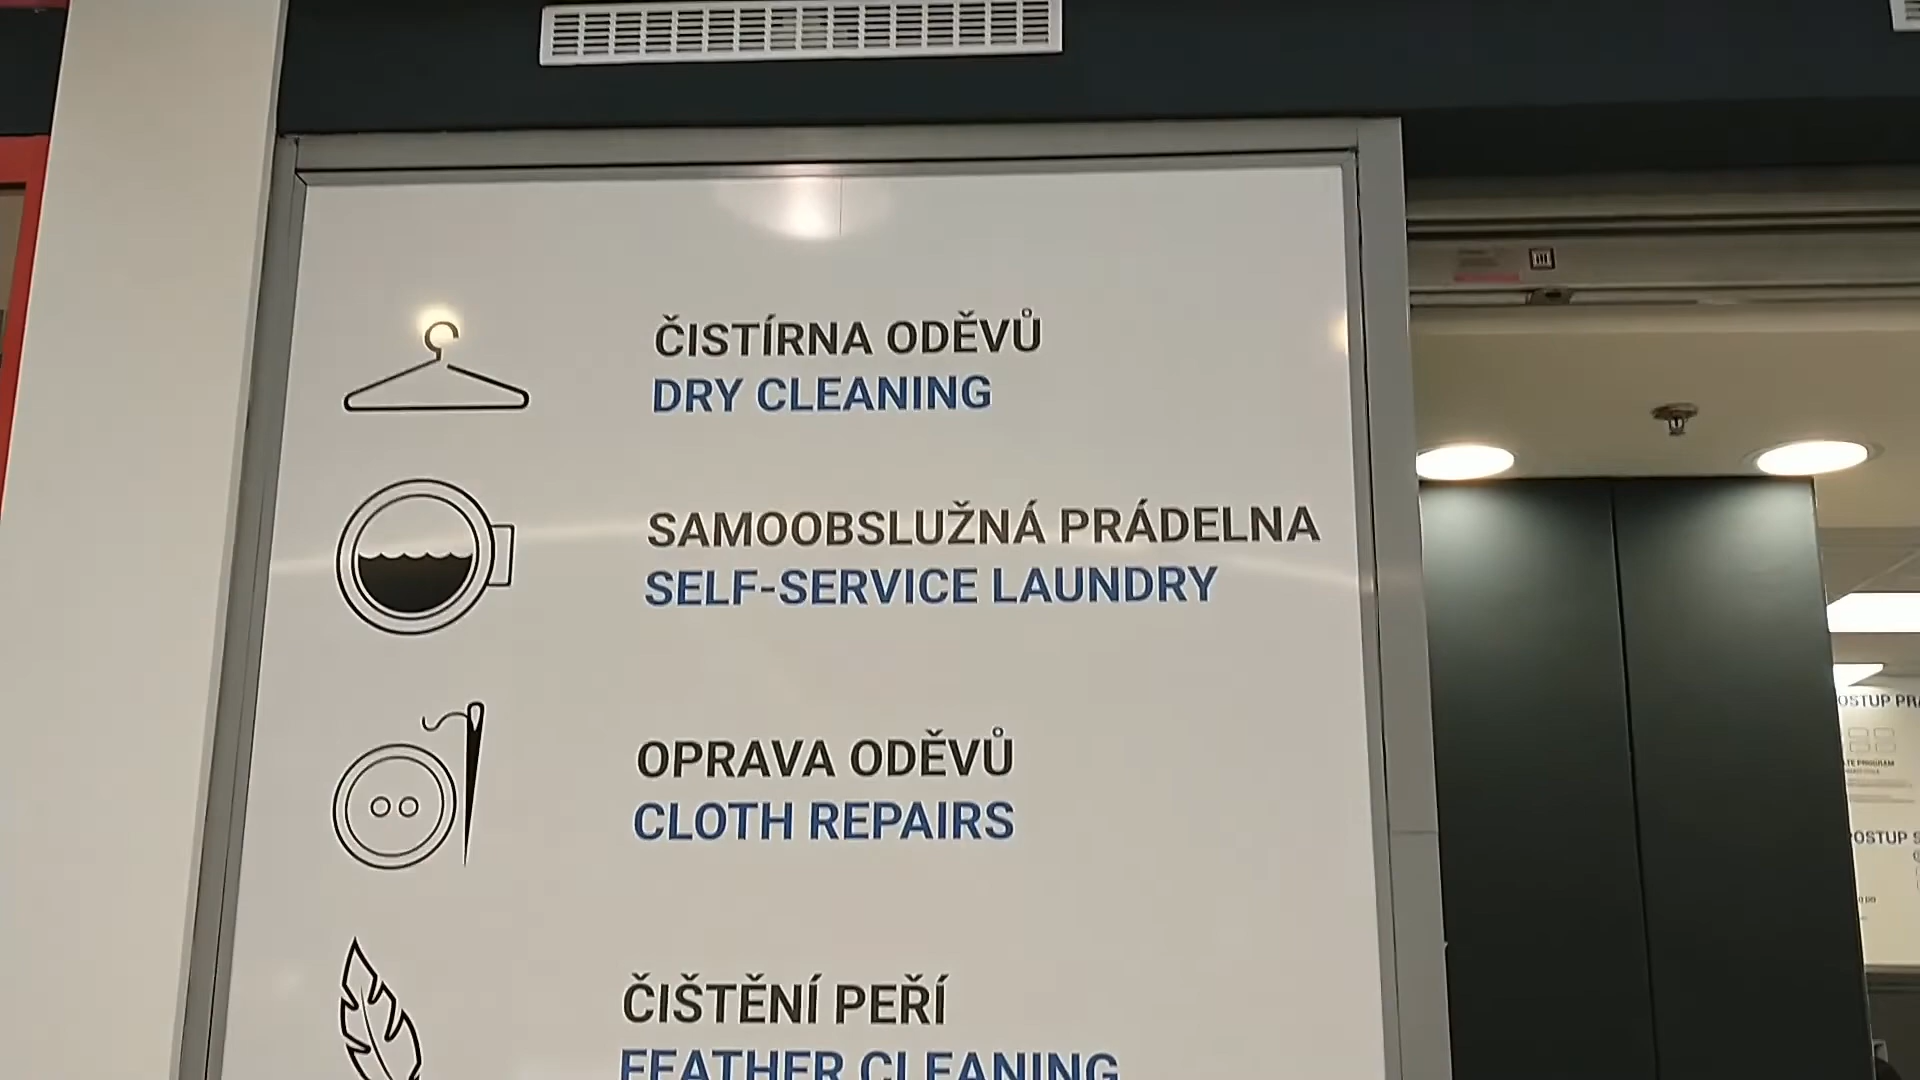 ČISTÍRNA ODĚVŮ
DRY CLEANING
SAMOOBSLUŽNÁ PRÁDELNA
SELF-SERVICE LAUNDRY
OPRAVA ODĚVŮ
CLOTH REPAIRS
ČIŠTĚNÍ PEŘÍ
FEATHER CLEANING